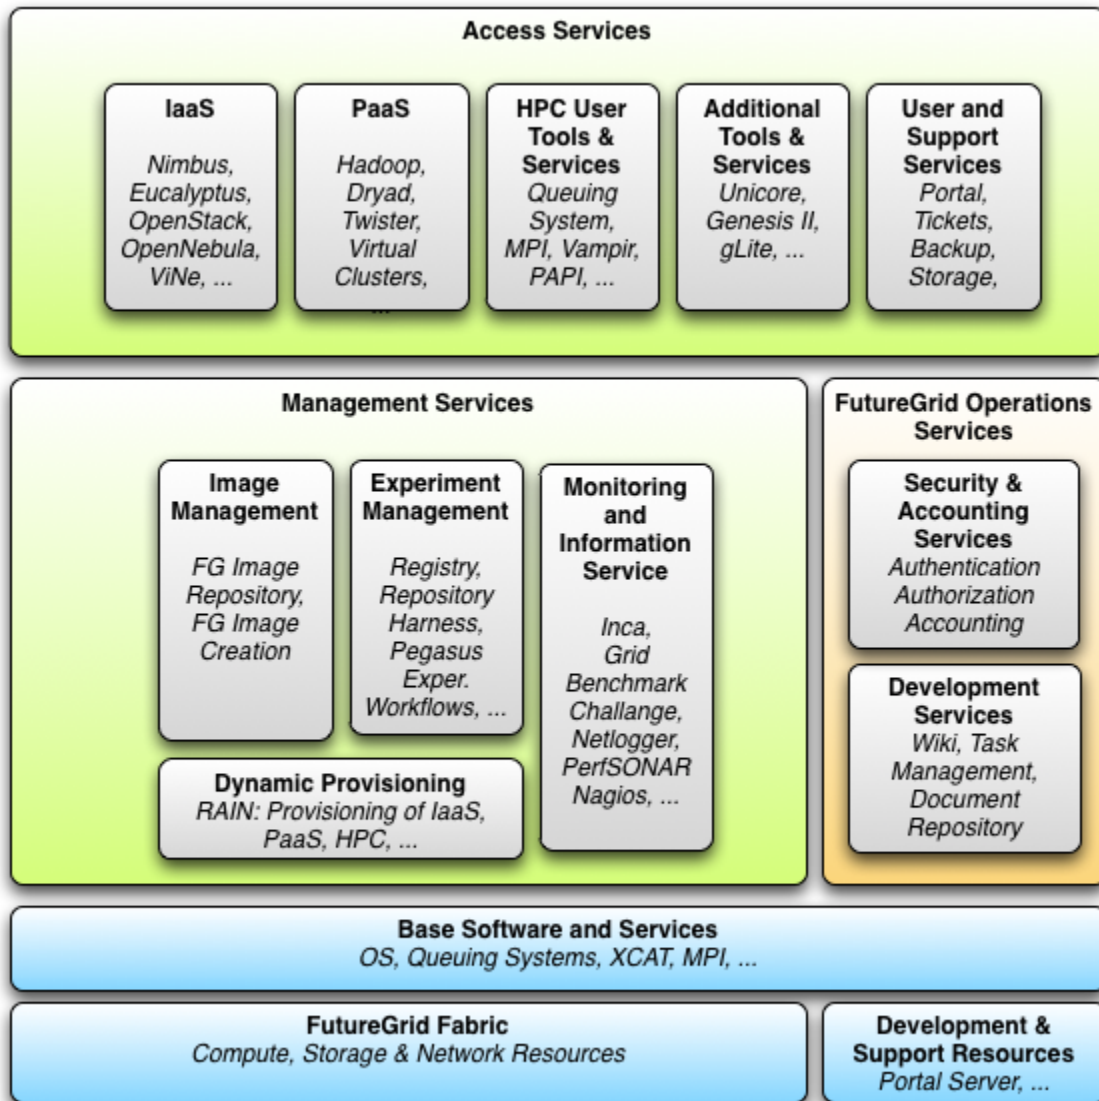 Access Services
IaaS
Nimbus,
Eucalyptus,
OpenStack,
OpenNebula,
ViNe, ...
PaaS
Hadoop,
Dryad,
Twister,
Virtual
Clusters,
...
HPC User
Tools &
Services
Queuing
System,
MPI, Vampir,
PAPI, ...
Additional
Tools &
Services
Unicore,
Genesis II,
gLite, ...
User and
Support
Services
Portal,
Tickets,
Backup,
Storage,
Management Services
Image
Management
FG Image
Repository,
FG Image
Creation
Experiment
Management
Registry,
Repository
Harness,
Pegasus
Exper.
Workflows, ...
Monitoring
and
Information
Service
Inca,
Grid
Benchmark
Challange,
Netlogger,
PerfSONAR
Nagios, ...
Dynamic Provisioning
RAIN: Provisioning of IaaS,
PaaS, HPC, ...
FutureGrid Operations
Services
Security &
Accounting
Services
Authentication
Authorization
Accounting
Development
Services
Wiki, Task
Management,
Document
Repository
Base Software and Services
OS, Queuing Systems, XCAT, MPI, ...
FutureGrid Fabric
Compute, Storage & Network Resources
Development &
Support Resources
Portal Server, ...